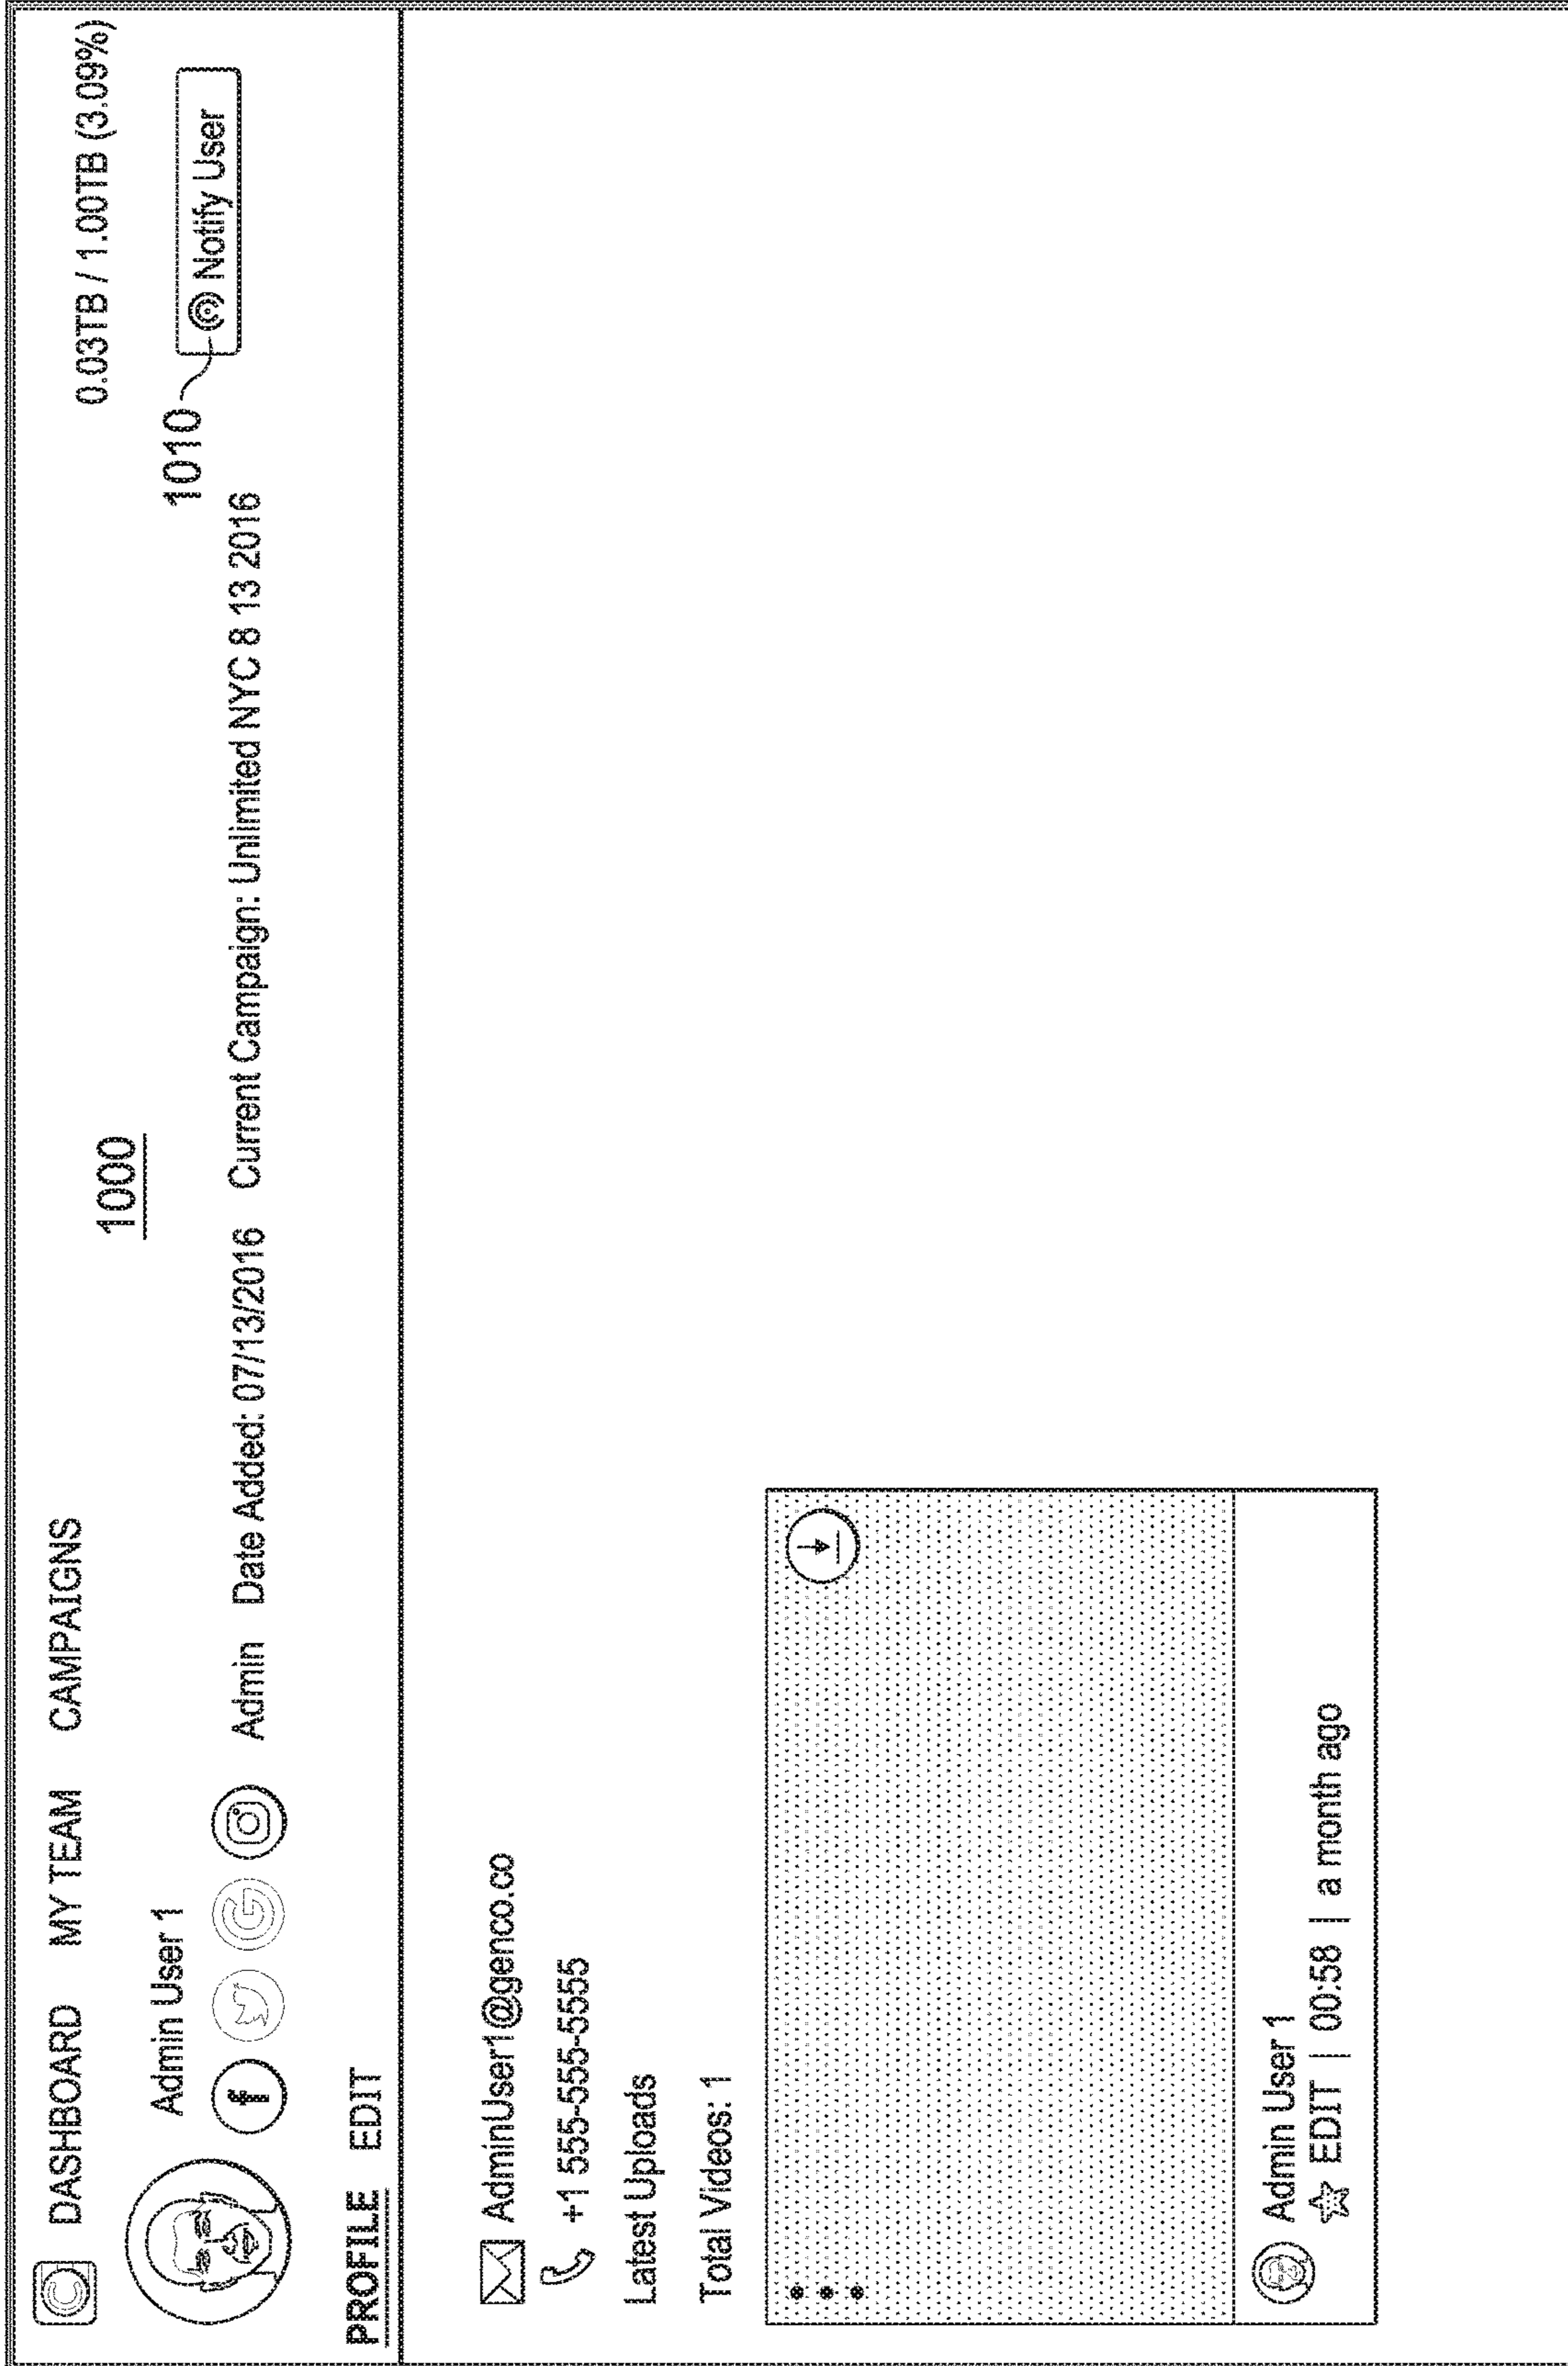 DASHBOARD MY TEAM CAMPAIGNS
0.03TB / 1.00TB (3.09%)
1000
Admin User 1
1010
Notify User
Admin Date Added: 07/13/2016 Current Campaign: Unlimited NYC 8 13 2016
PROFILE EDIT
AdminUser1@genco.co
+1 555-555-5555
Latest Uploads
Total Videos: 1
Admin User 1
EDIT | 00:58 | a month ago